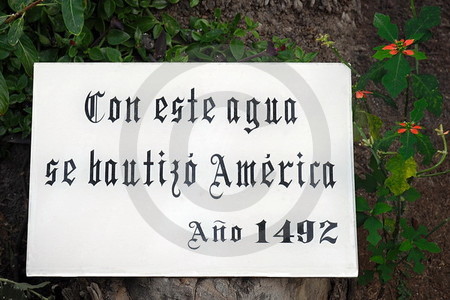 Con este agua
se bautizó América
Año 1492